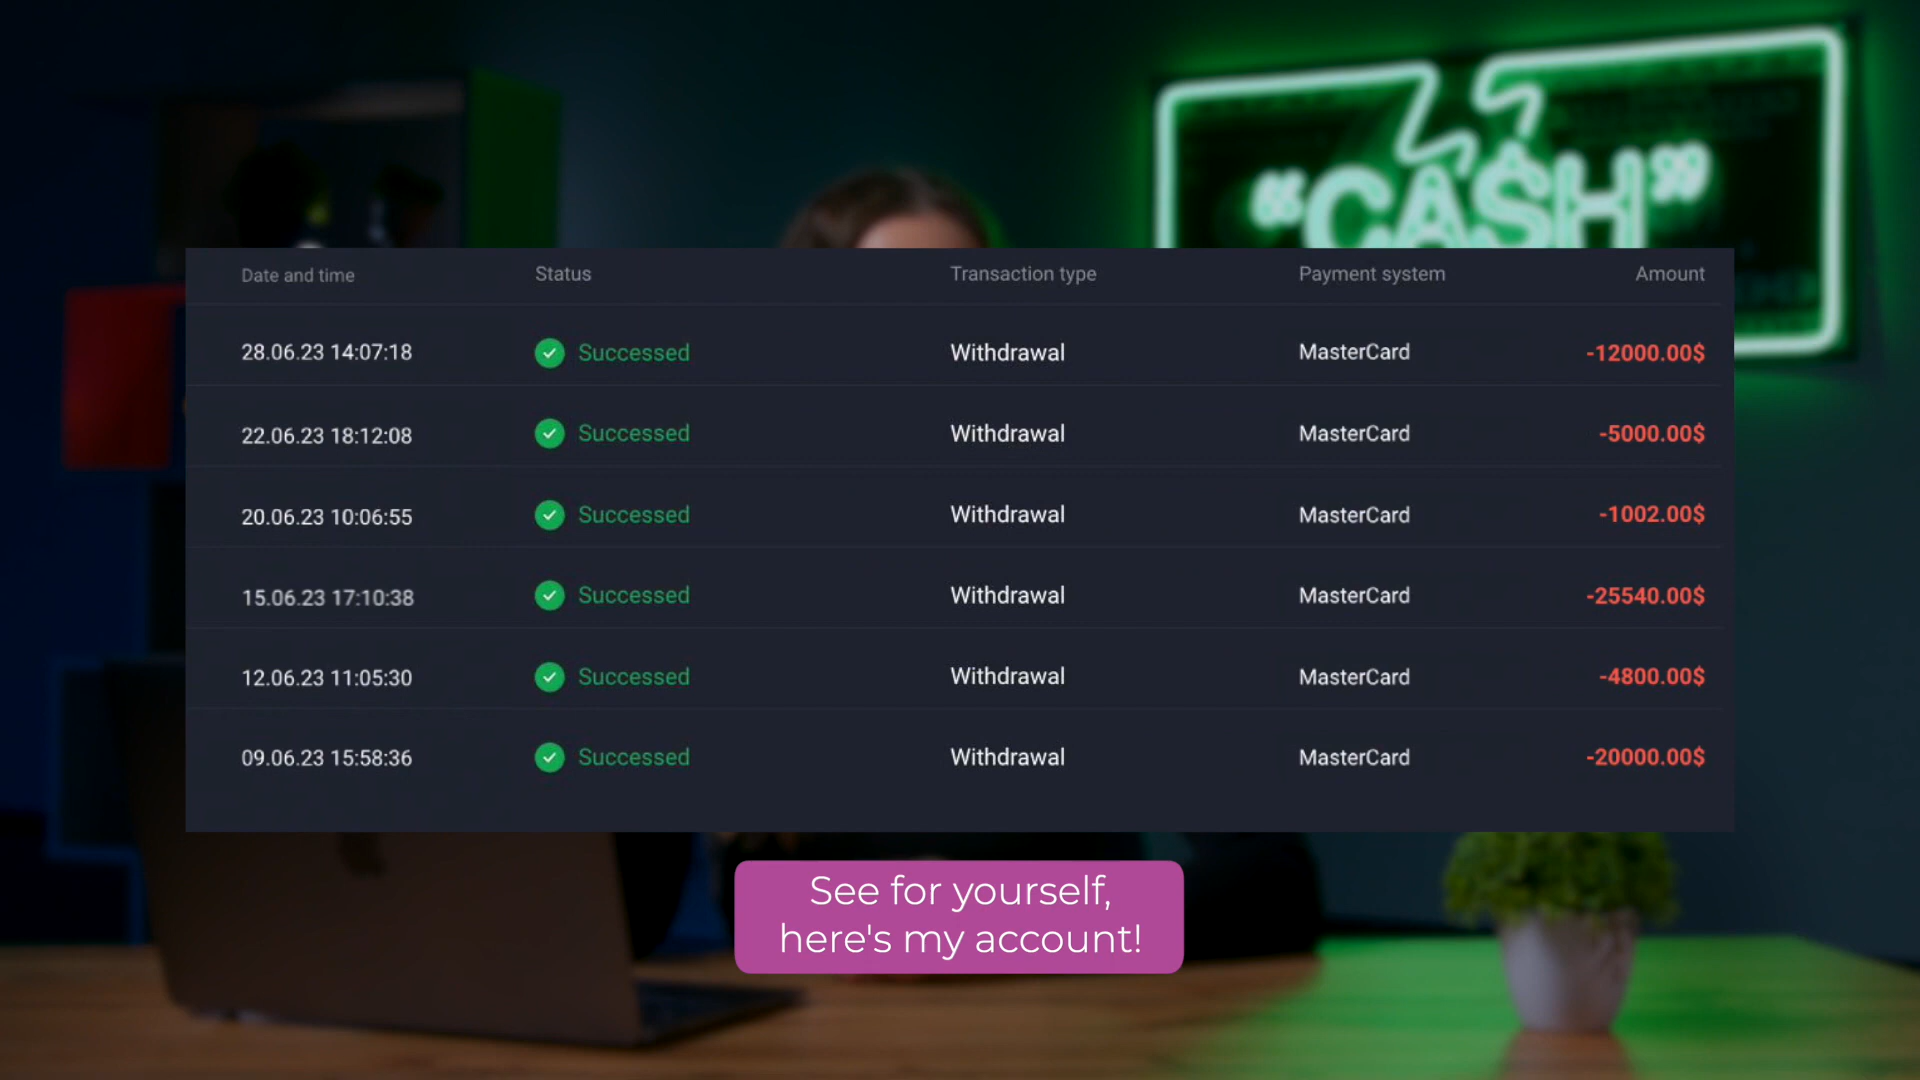 “CA$H”
Date and time Status Transaction type Payment system Amount
28.06.23 14:07:18 Successed Withdrawal MasterCard -12000.00$
22.06.23 18:12:08 Successed Withdrawal MasterCard -5000.00$
20.06.23 10:06:55 Successed Withdrawal MasterCard -1002.00$
15.06.23 17:10:38 Successed Withdrawal MasterCard -25540.00$
12.06.23 11:05:30 Successed Withdrawal MasterCard -4800.00$
09.06.23 15:58:36 Successed Withdrawal MasterCard -20000.00$
See for yourself,
here's my account!